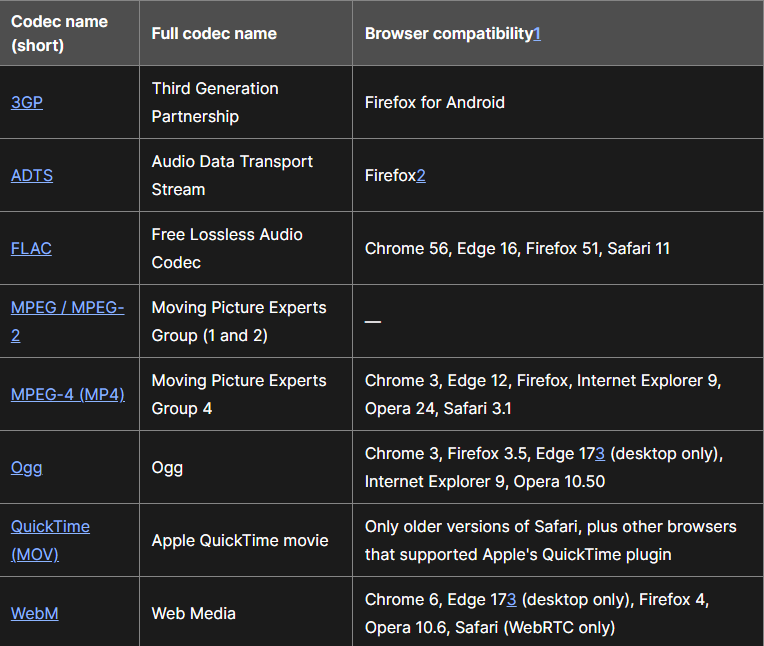 Codec name
(short)
Full codec name
Browser compatibility1
3GP
Third Generation
Partnership
Firefox for Android
ADTS
Audio Data Transport
Stream
Firefox2
FLAC
Free Lossless Audio
Codec
Chrome 56, Edge 16, Firefox 51, Safari 11
MPEG / MPEG-
2
Moving Picture Experts
Group (1 and 2)
—
MPEG-4 (MP4)
Moving Picture Experts
Group 4
Chrome 3, Edge 12, Firefox, Internet Explorer 9,
Opera 24, Safari 3.1
Ogg
Ogg
Chrome 3, Firefox 3.5, Edge 173 (desktop only),
Internet Explorer 9, Opera 10.50
QuickTime
(MOV)
Apple QuickTime movie
Only older versions of Safari, plus other browsers
that supported Apple's QuickTime plugin
WebM
Web Media
Chrome 6, Edge 173 (desktop only), Firefox 4,
Opera 10.6, Safari (WebRTC only)